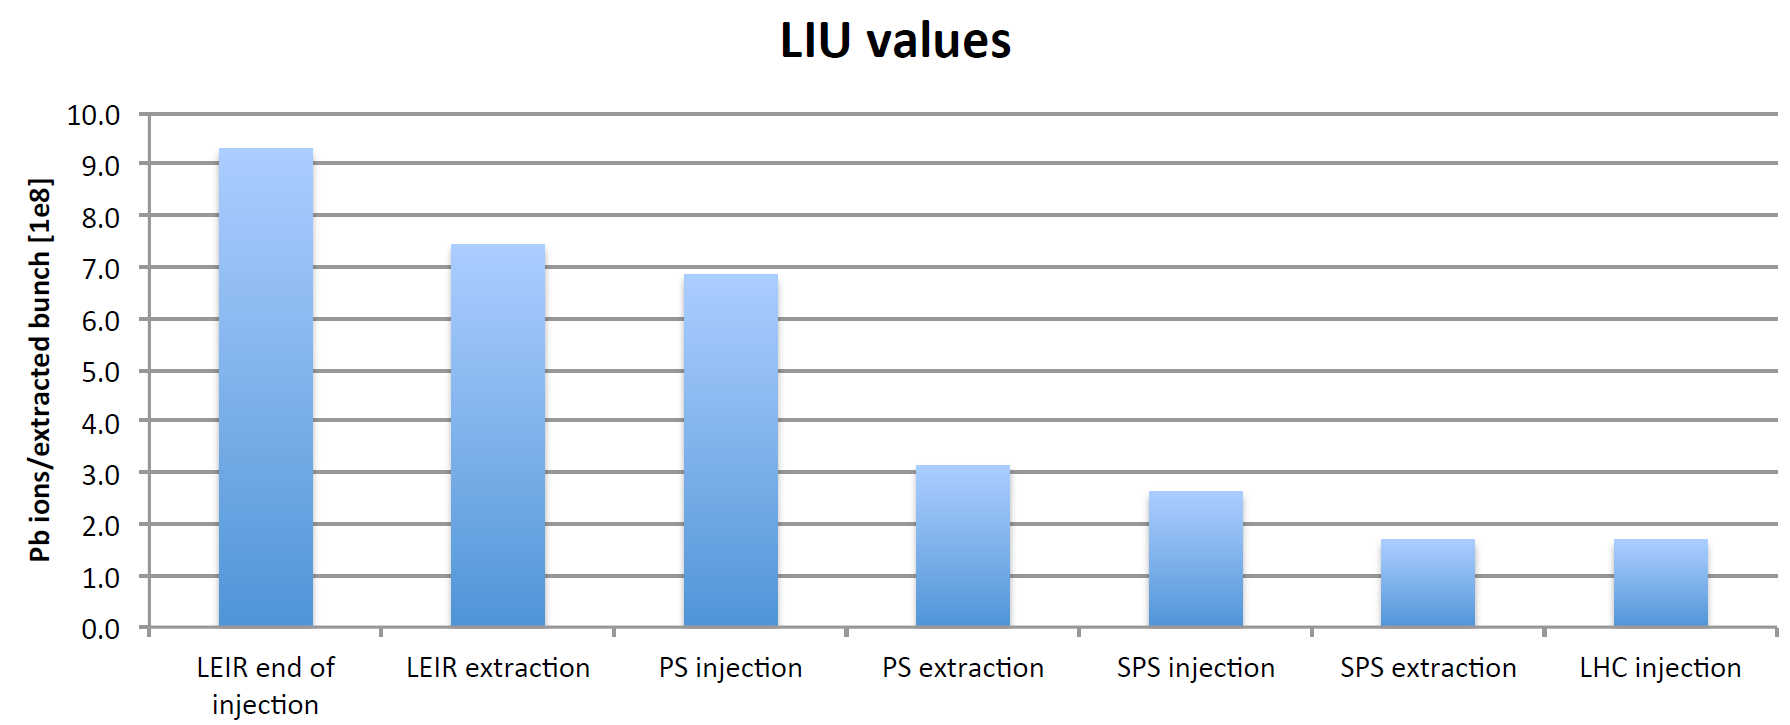 LIU values
Pb ions/extracted bunch [1e8]
10.0
9.0
8.0
7.0
6.0
5.0
4.0
3.0
2.0
1.0
0.0
LEIR end of
injection
LEIR extraction
PS injection
PS extraction
SPS injection
SPS extraction
LHC injection